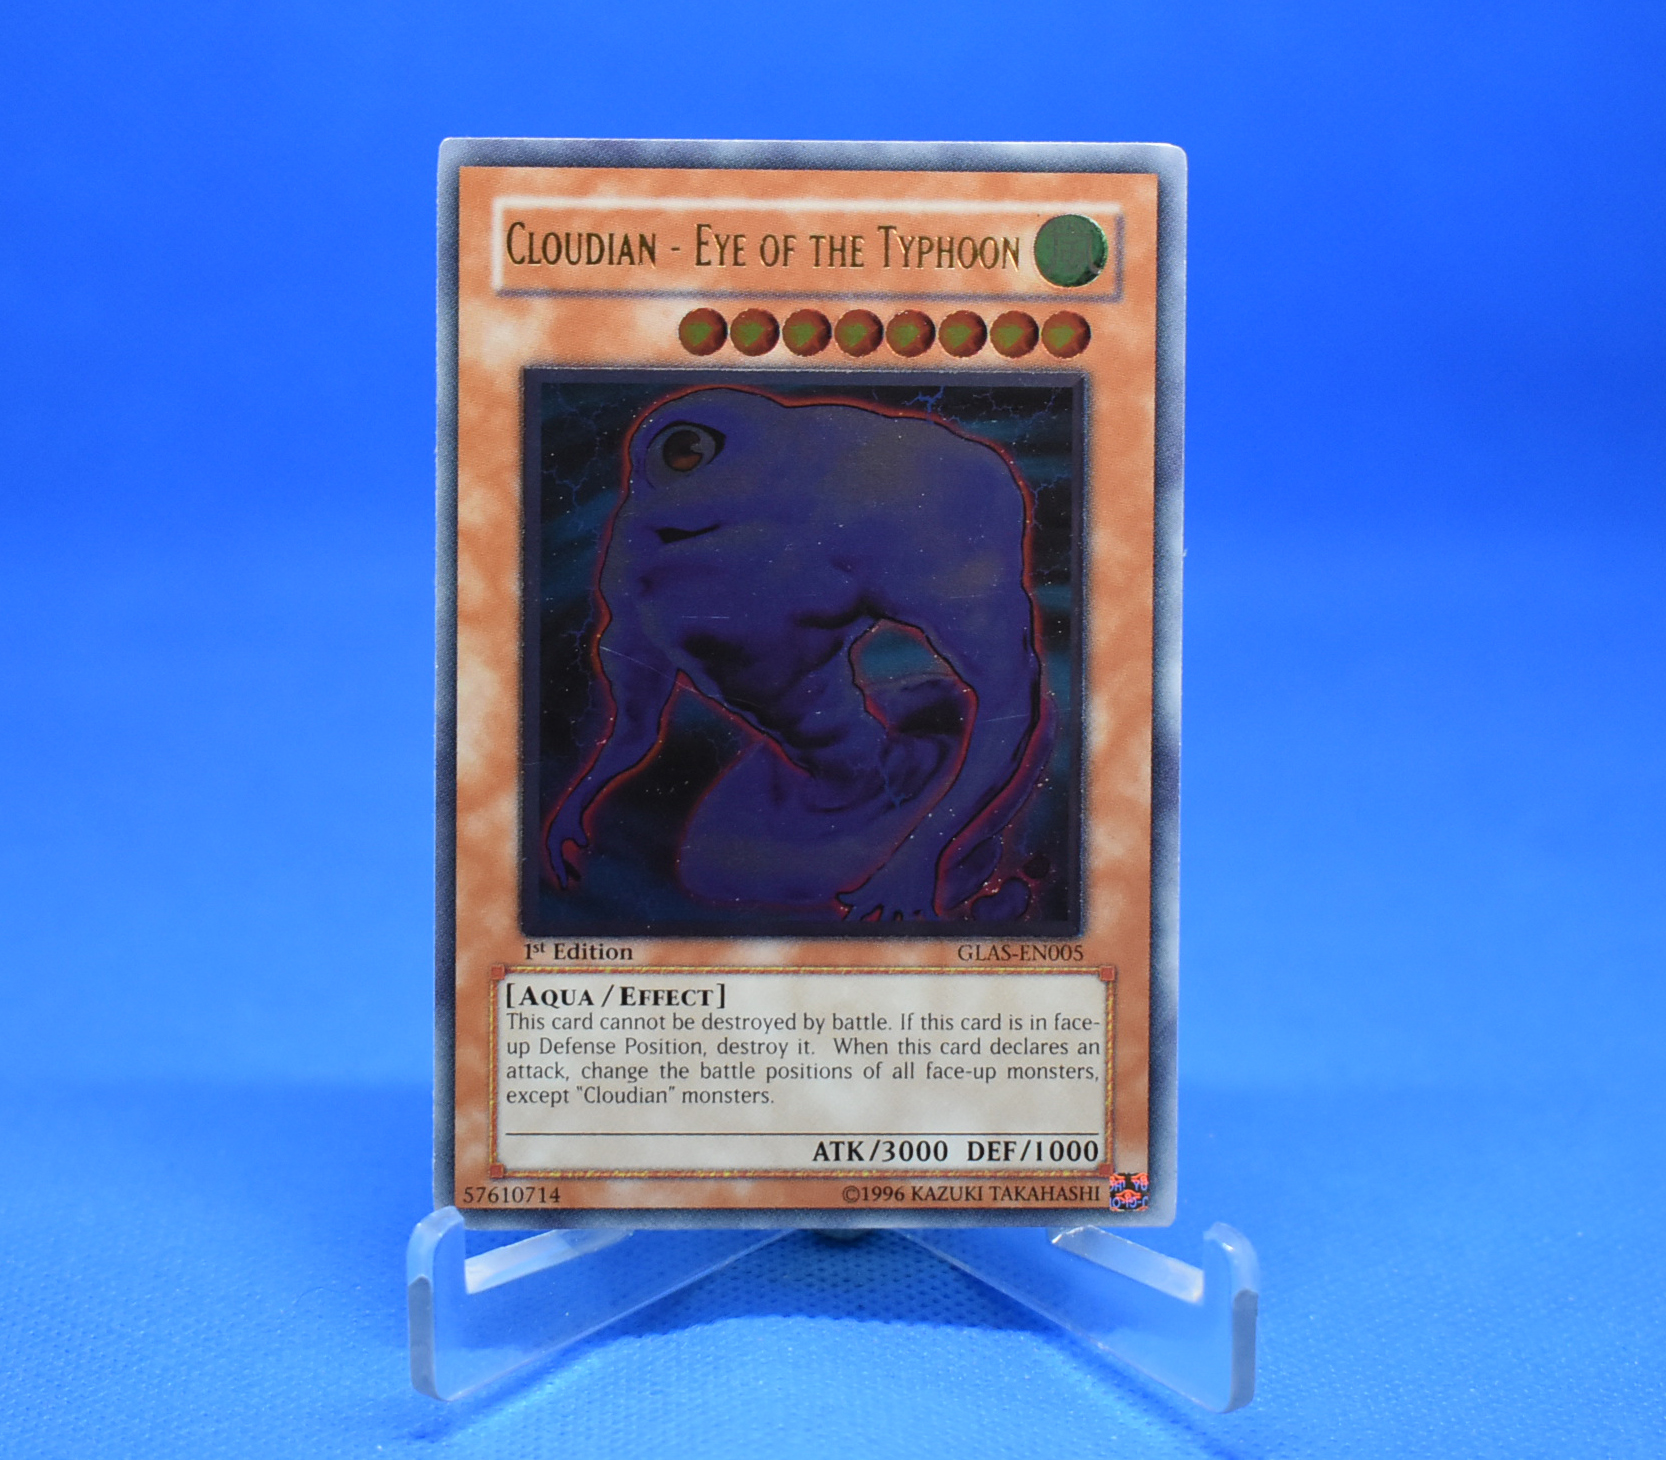 Cloudian - Eye of the Typhoon
1st Edition GLAS-EN005
[Aqua / Effect]
This card cannot be destroyed by battle. If this card is in face-
up Defense Position, destroy it. When this card declares an
attack, change the battle positions of all face-up monsters,
except "Cloudian" monsters.
ATK/3000 DEF/1000
57610714 ©1996 KAZUKI TAKAHASHI